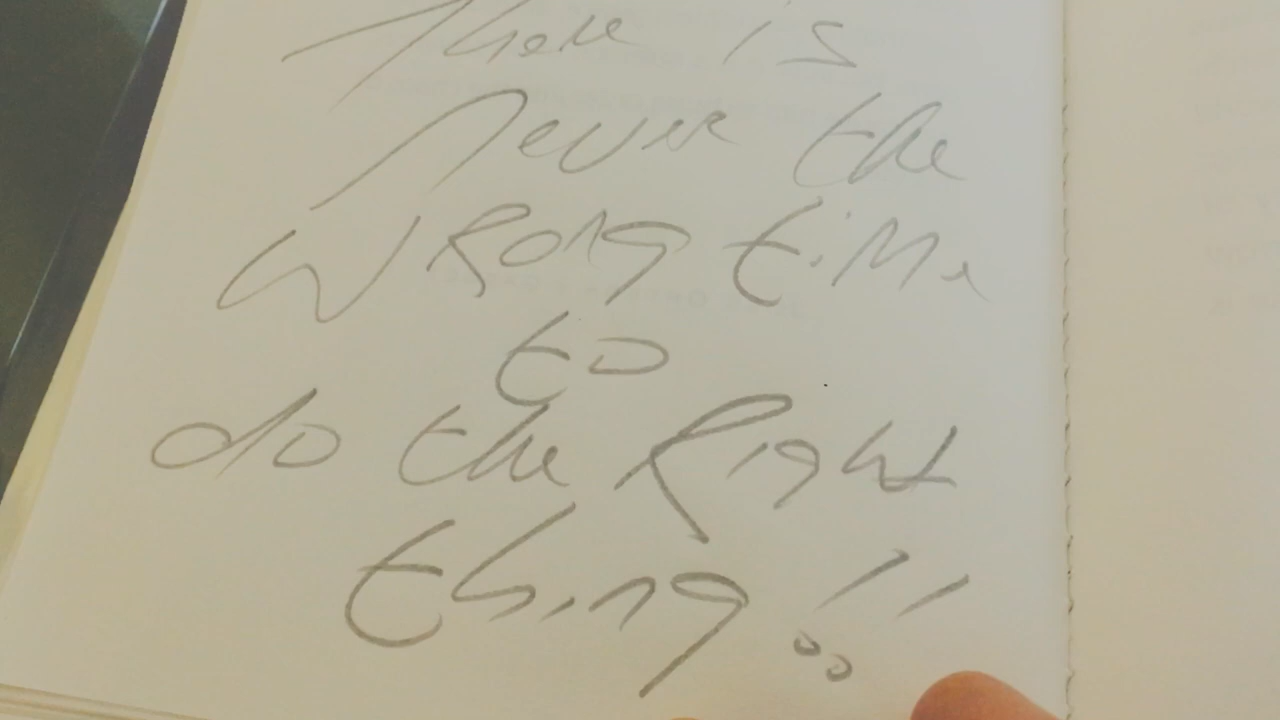 There is
never the
wrong time
to
do the Right
thing!!